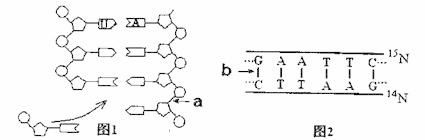 U A
a
图1
¹⁵N
…G A A T T C…
b
…C T T A A G…
¹⁴N
图2